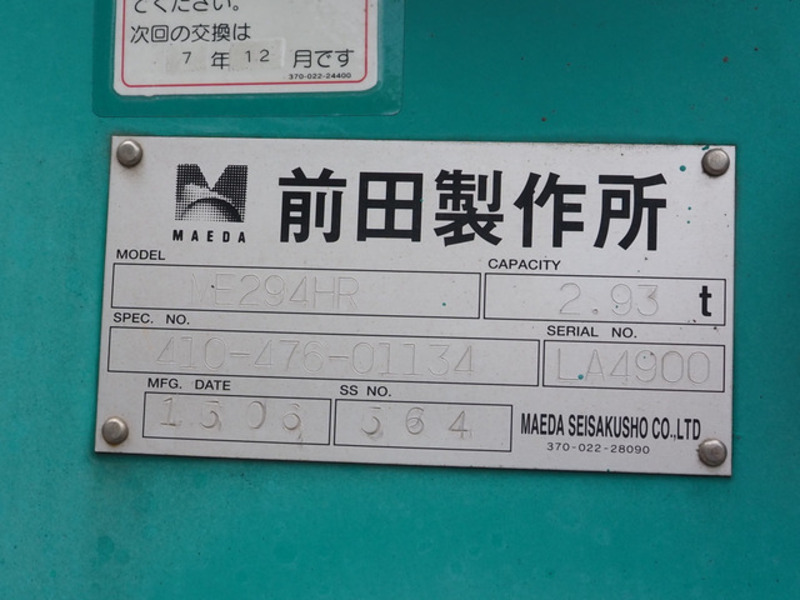 てください。
次回の交換は
7 年 12 月です
370-022-24400
MAEDA
前田製作所
MODEL
ME294HR
CAPACITY
2.93 t
SPEC. NO.
410-476-01134
SERIAL NO.
LA4900
MFG. DATE
SS NO.
564
MAEDA SEISAKUSHO CO.,LTD
370-022-28090